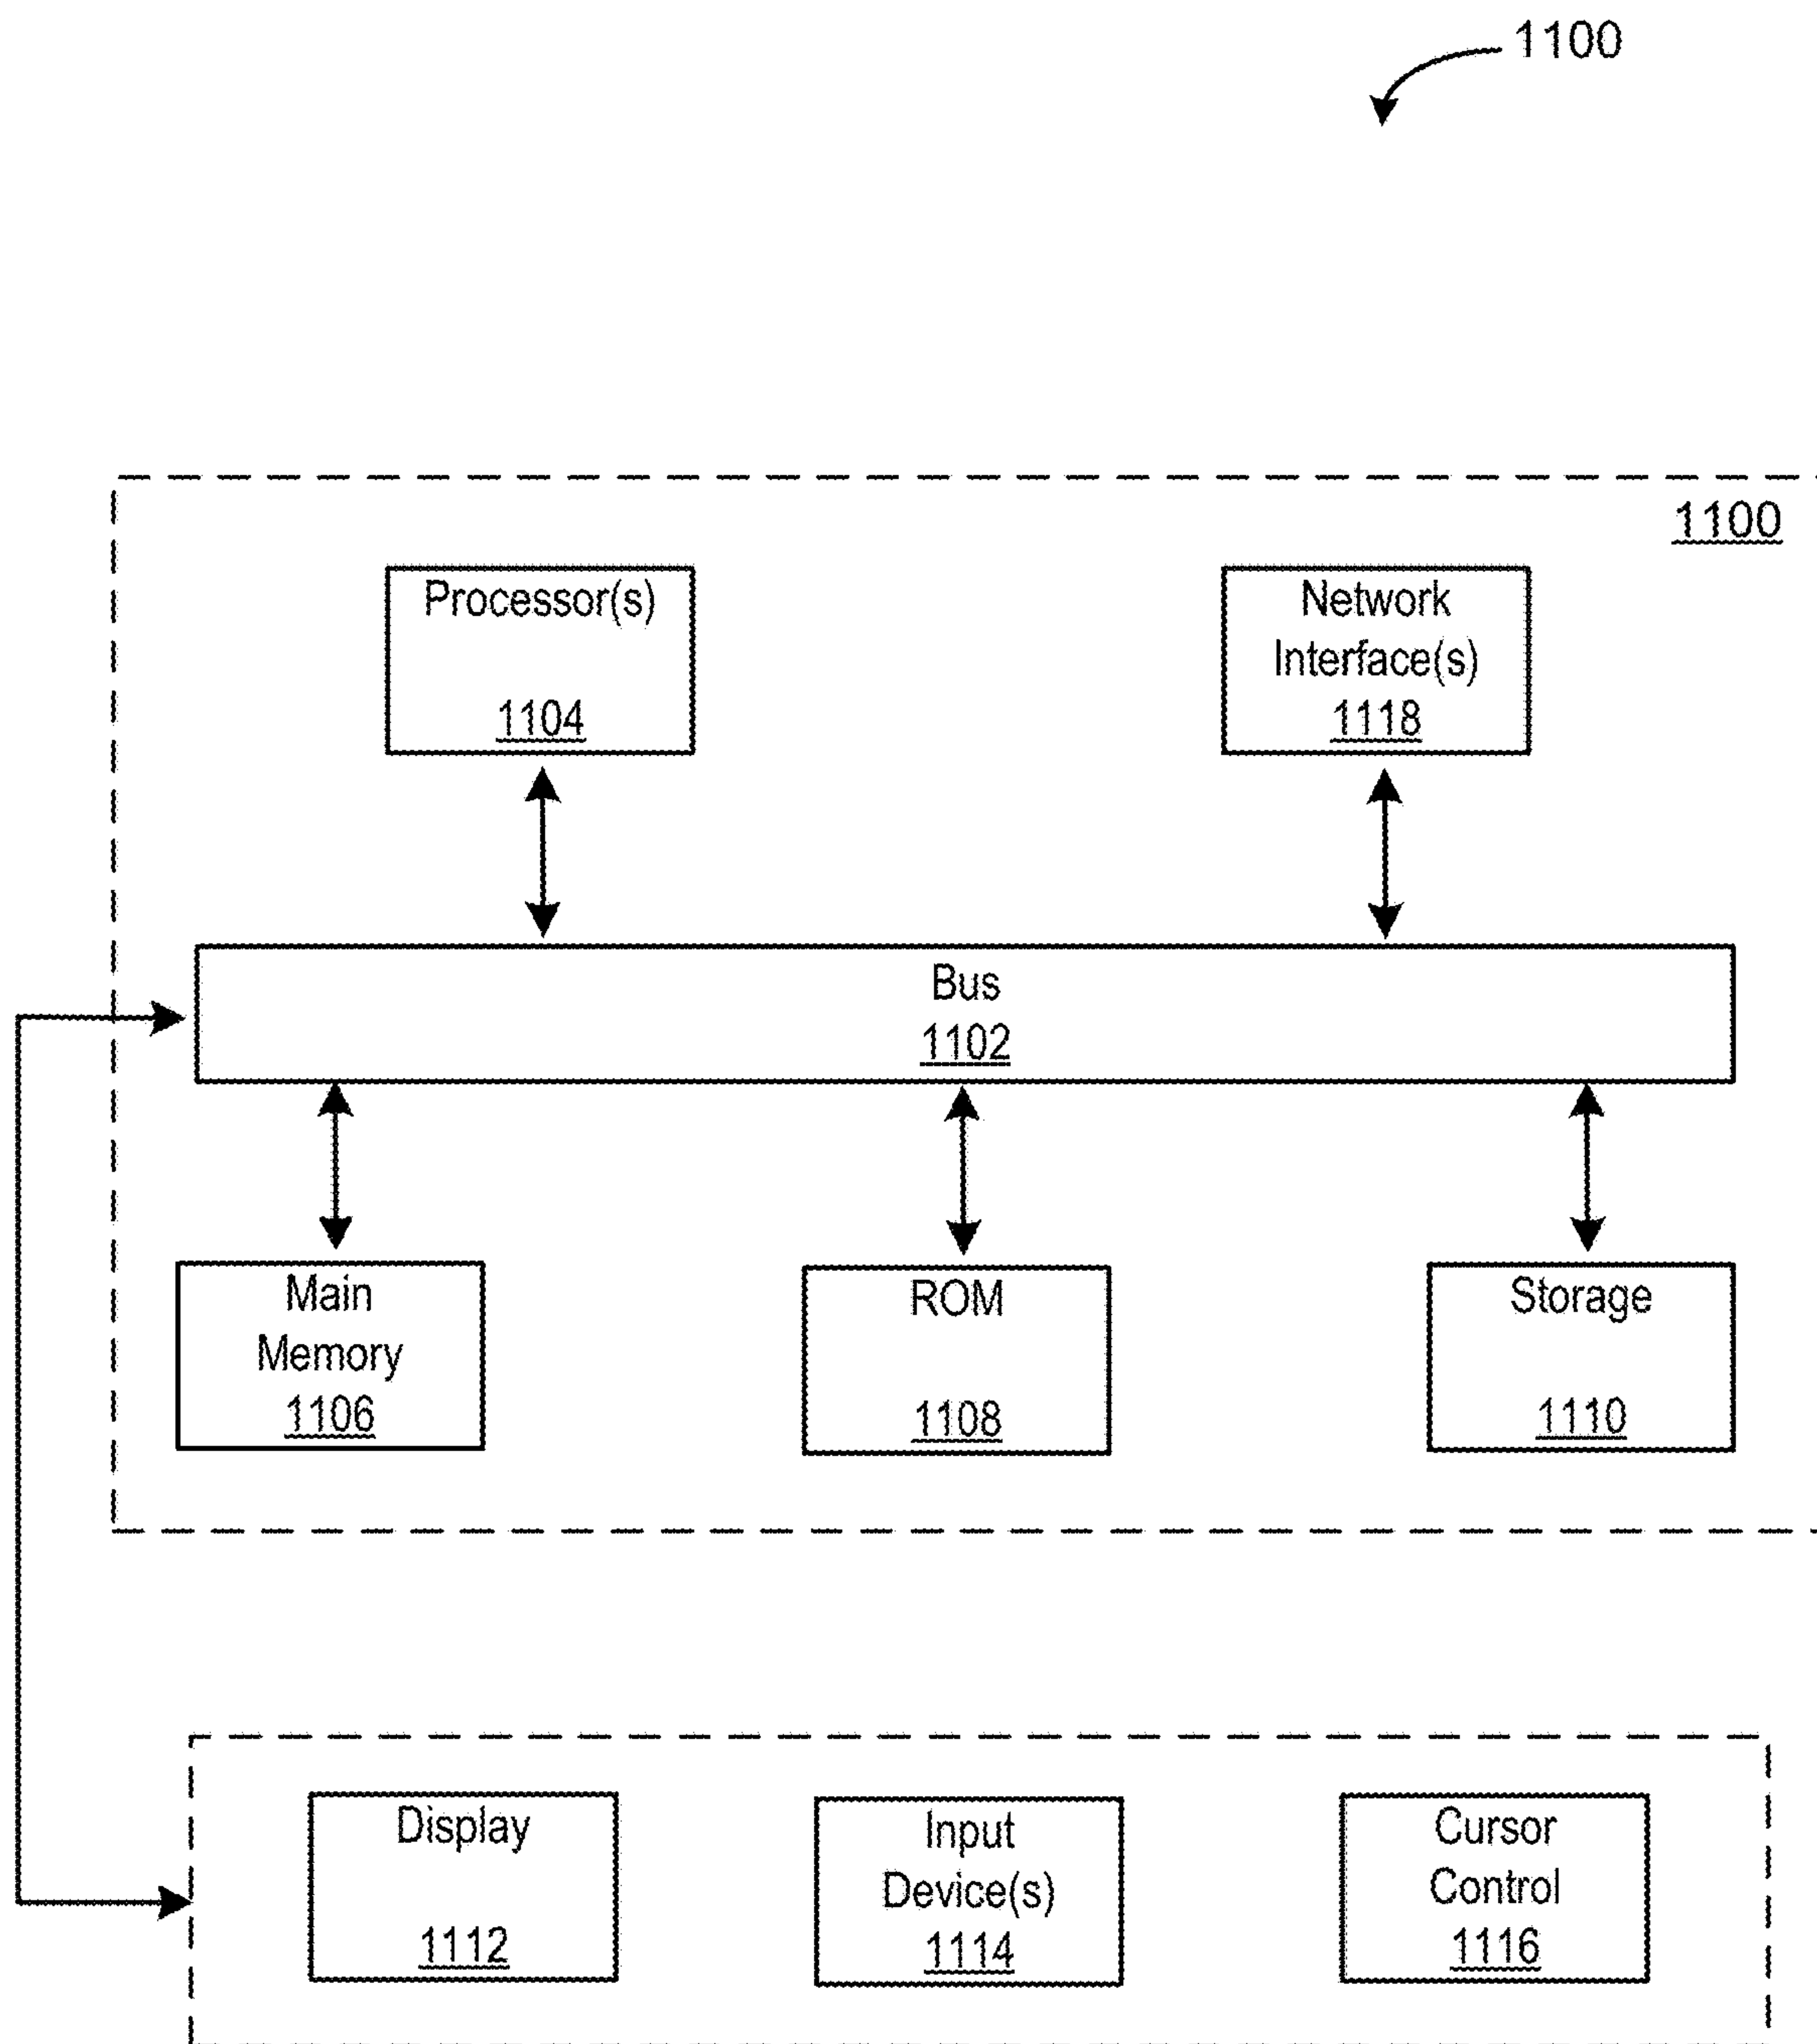 1100
1100
Processor(s)
1104
Network
Interface(s)
1118
Bus
1102
Main
Memory
1106
ROM
1108
Storage
1110
Display
1112
Input
Device(s)
1114
Cursor
Control
1116